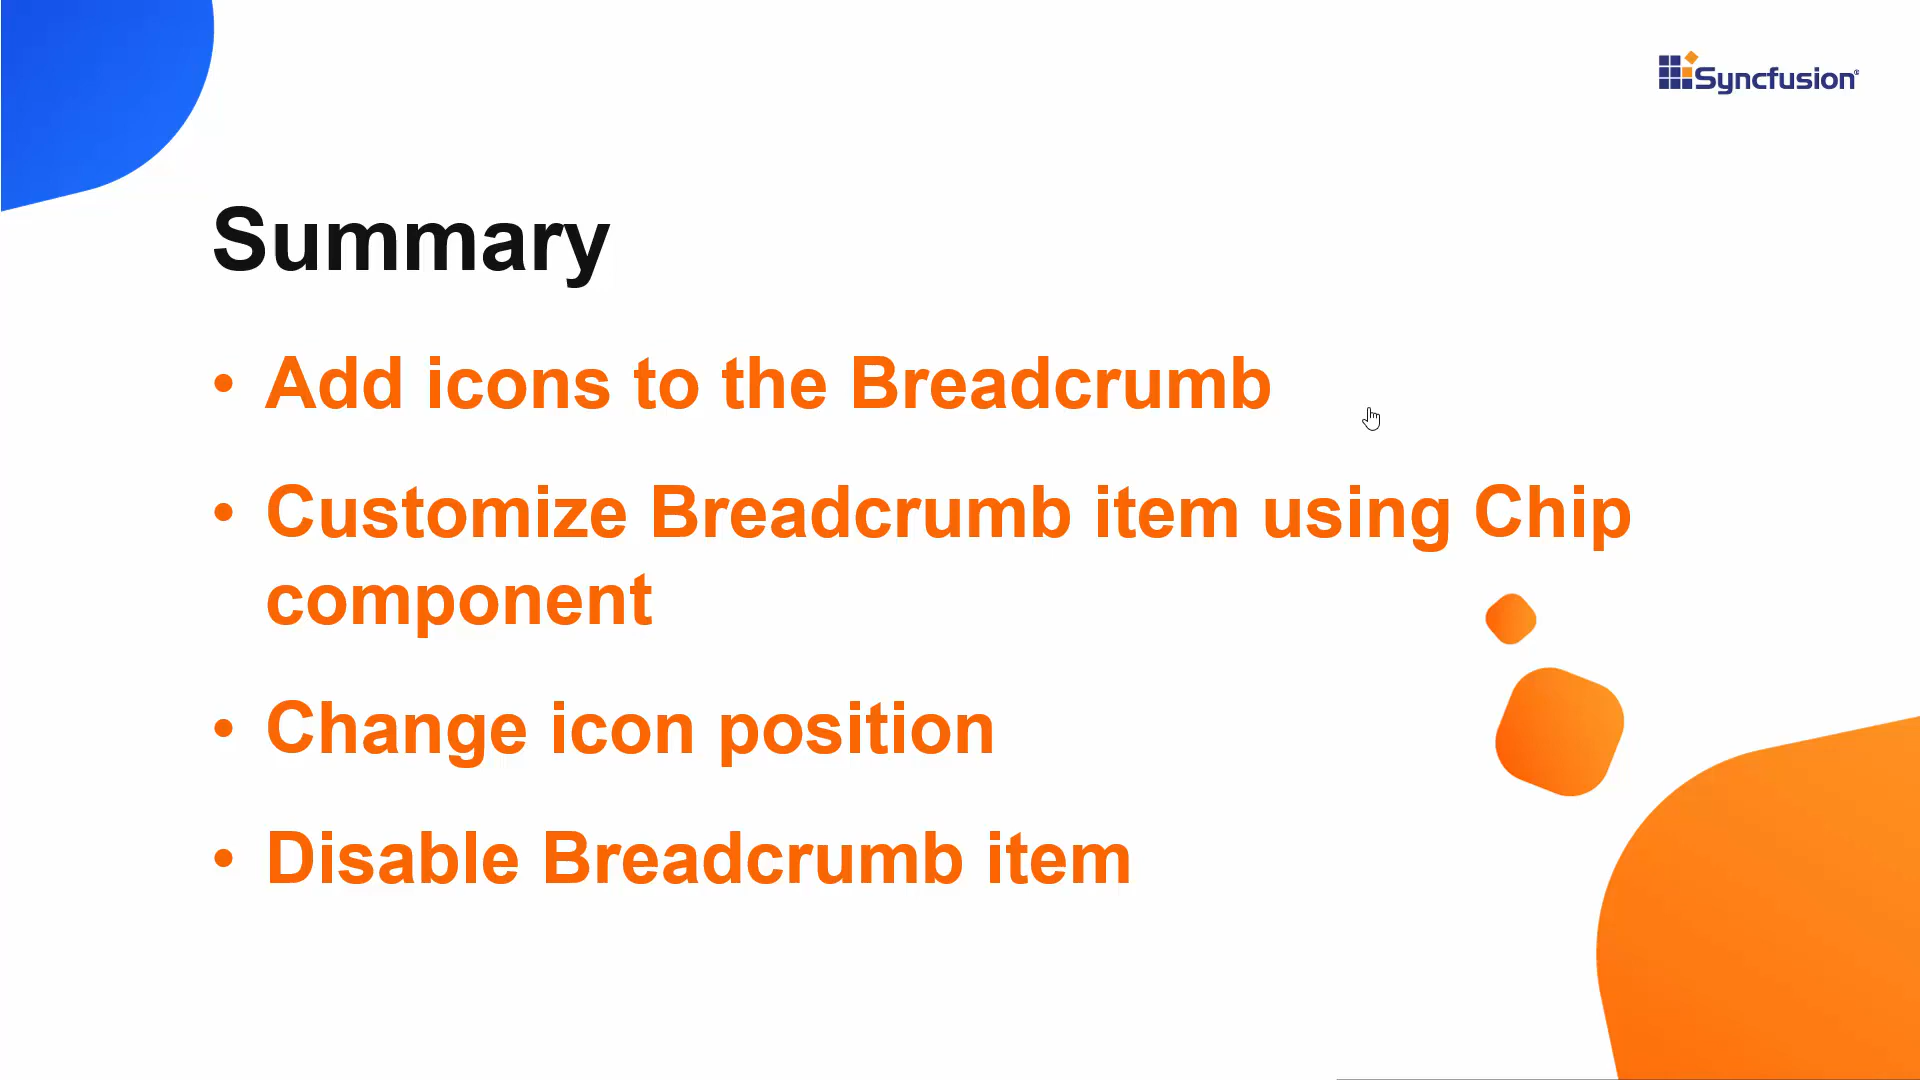 Syncfusion
Summary
• Add icons to the Breadcrumb
• Customize Breadcrumb item using Chip
component
• Change icon position
• Disable Breadcrumb item